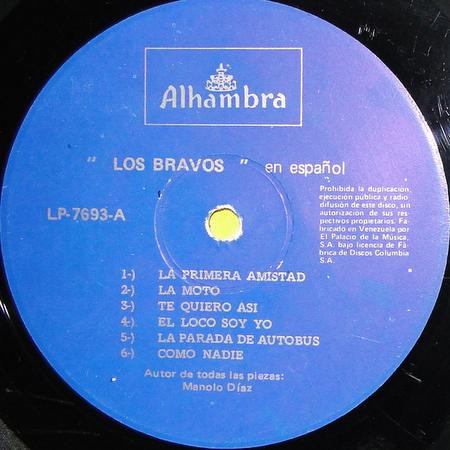 Alhambra
" LOS BRAVOS " en español
LP-7693-A
Prohibida la duplicación,
ejecución publica y radio
difusión de este disco, sin
autorización de sus res-
pectivos propietarios. Fa-
bricado en Venezuela por
El Palacio de la Música,
S.A. bajo licencia de Fá-
brica de Discos Columbia
S.A.
1-) LA PRIMERA AMISTAD
2-) LA MOTO
3-) TE QUIERO ASI
4-) EL LOCO SOY YO
5-) LA PARADA DE AUTOBUS
6-) COMO NADIE
Autor de todas las piezas:
Manolo Díaz